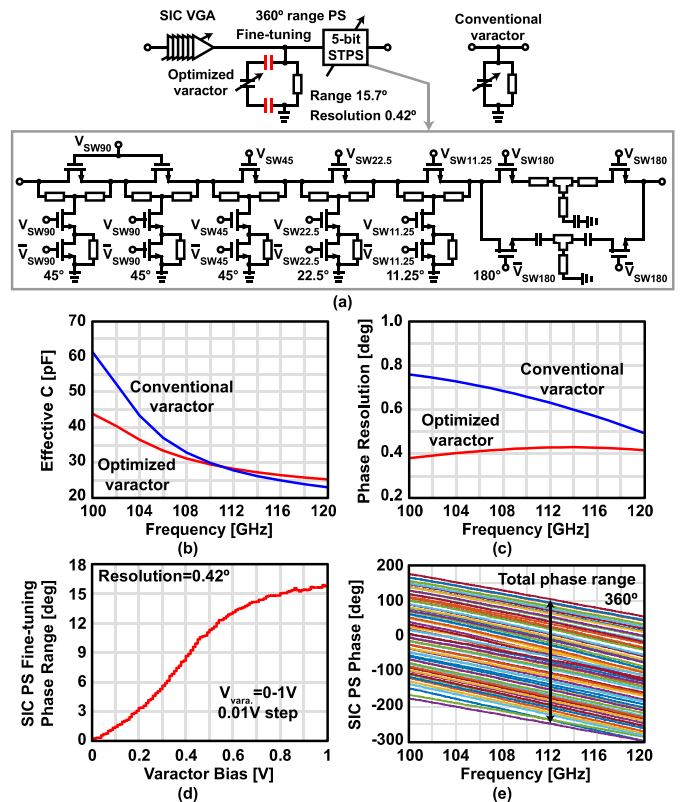 SIC VGA
360º range PS
Fine-tuning
5-bit
STPS
Conventional
varactor
Optimized
varactor
Range 15.7º
Resolution 0.42º
VSW90
VSW45
VSW22.5
VSW11.25
VSW180
VSW180
VSW90
VSW90
VSW45
VSW22.5
VSW11.25
V̅SW90
V̅SW90
V̅SW45
V̅SW22.5
V̅SW11.25
45º
45º
45º
22.5º
11.25º
180º
V̅SW180
V̅SW180
(a)
Effective C [pF]
70
60
50
40
30
20
Conventional
varactor
Optimized
varactor
100 104 108 112 116 120
Frequency [GHz]
(b)
Phase Resolution [deg]
1.0
0.8
0.6
0.4
0.2
Conventional
varactor
Optimized
varactor
100 104 108 112 116 120
Frequency [GHz]
(c)
SIC PS Fine-tuning
Phase Range [deg]
18
15
12
9
6
3
0
Resolution=0.42º
Vvara.=0-1V
0.01V step
0 0.2 0.4 0.6 0.8 1
Varactor Bias [V]
(d)
SIC PS Phase [deg]
200
100
0
-100
-200
-300
Total phase range
360º
100 104 108 112 116 120
Frequency [GHz]
(e)